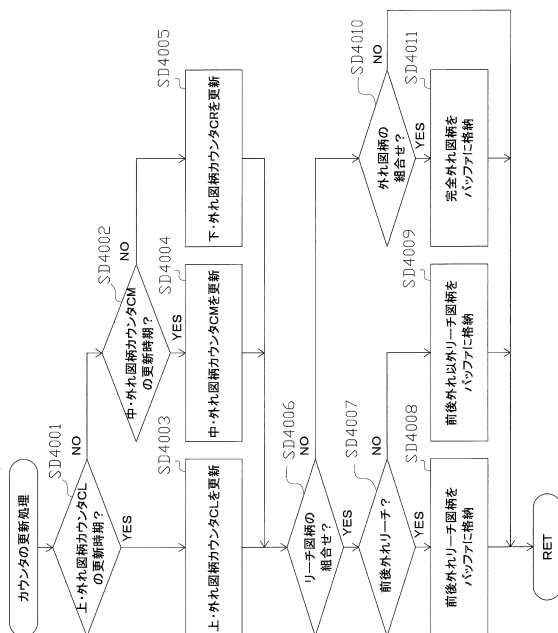 カウンタの更新処理
SD4001
上・外れ図柄カウンタCL
の更新時期？
NO
YES
SD4002
中・外れ図柄カウンタCM
の更新時期？
NO
YES
SD4003
上・外れ図柄カウンタCLを更新
SD4004
中・外れ図柄カウンタCMを更新
SD4005
下・外れ図柄カウンタCRを更新
SD4006
リーチ図柄の
組合せ？
NO
YES
SD4007
前後外れリーチ？
NO
YES
SD4008
前後外れリーチ図柄を
バッファに格納
SD4009
前後外れ以外リーチ図柄を
バッファに格納
SD4010
外れ図柄の
組合せ？
NO
YES
SD4011
完全外れ図柄を
バッファに格納
RET